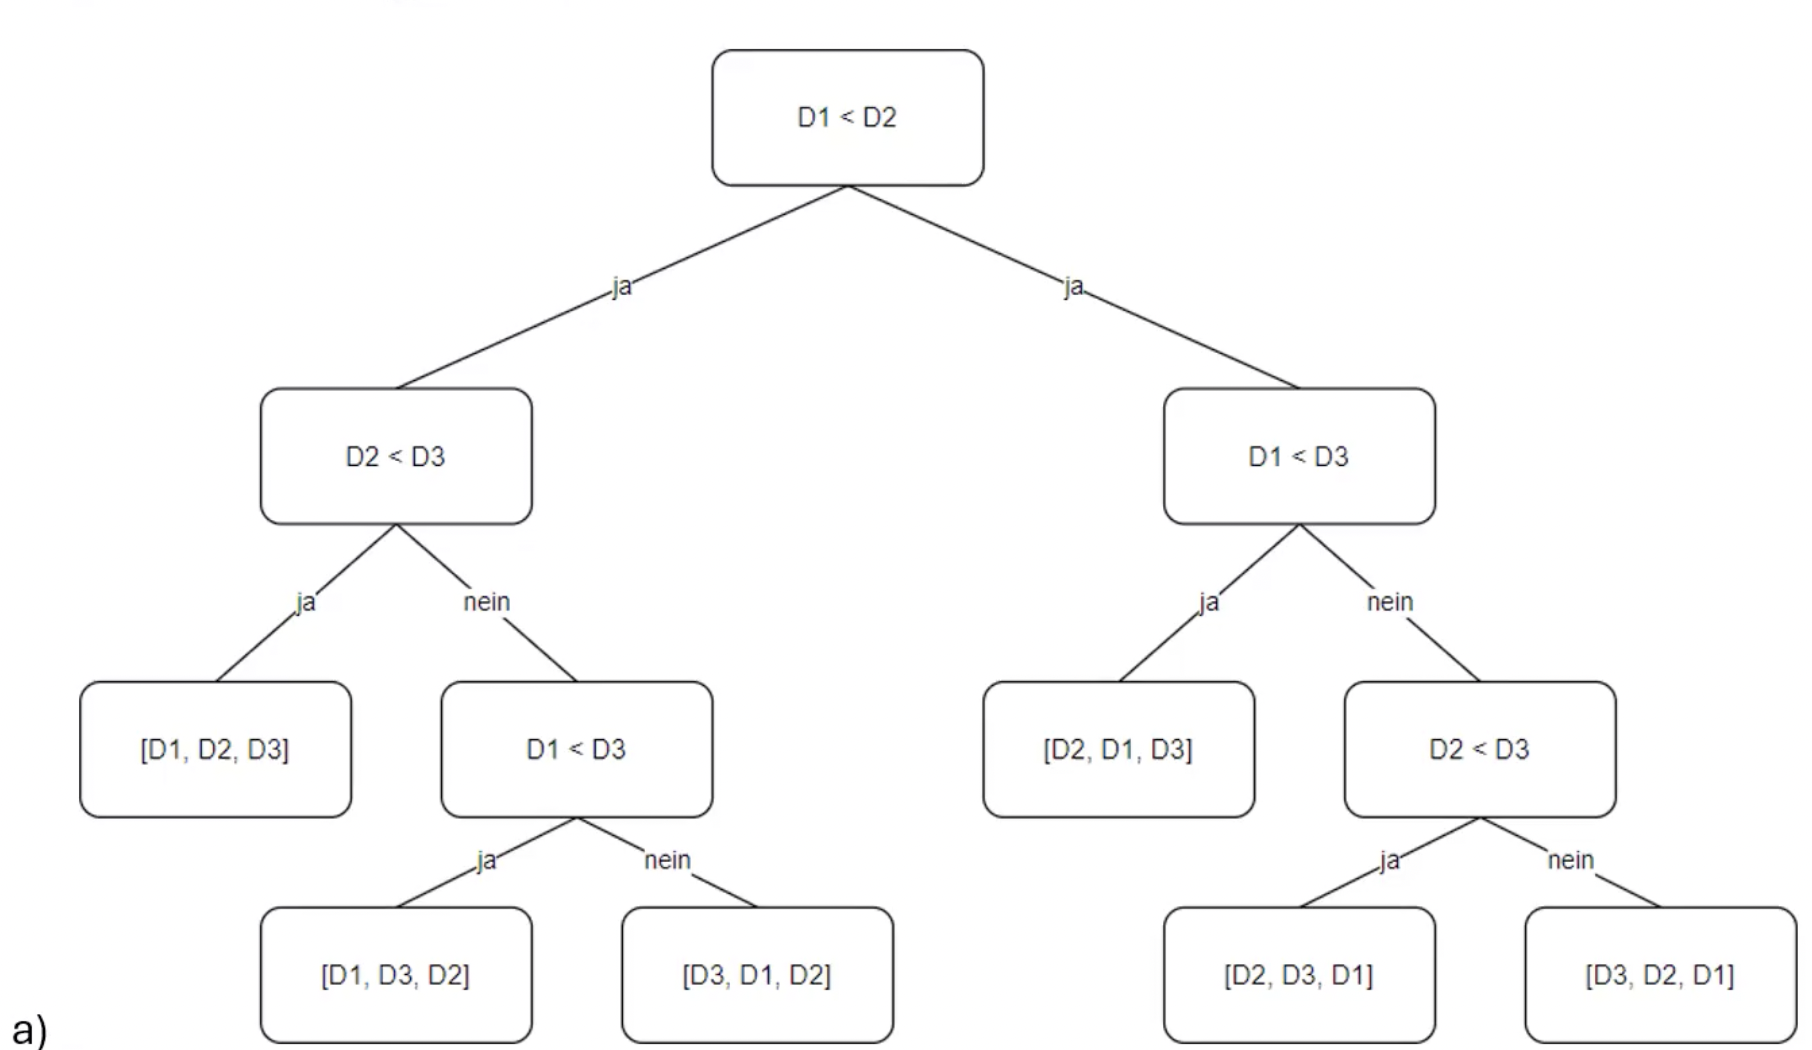 D1 < D2
ja
ja
D2 < D3
D1 < D3
ja
nein
ja
nein
[D1, D2, D3]
D1 < D3
[D2, D1, D3]
D2 < D3
ja
nein
ja
nein
[D1, D3, D2]
[D3, D1, D2]
[D2, D3, D1]
[D3, D2, D1]
a)